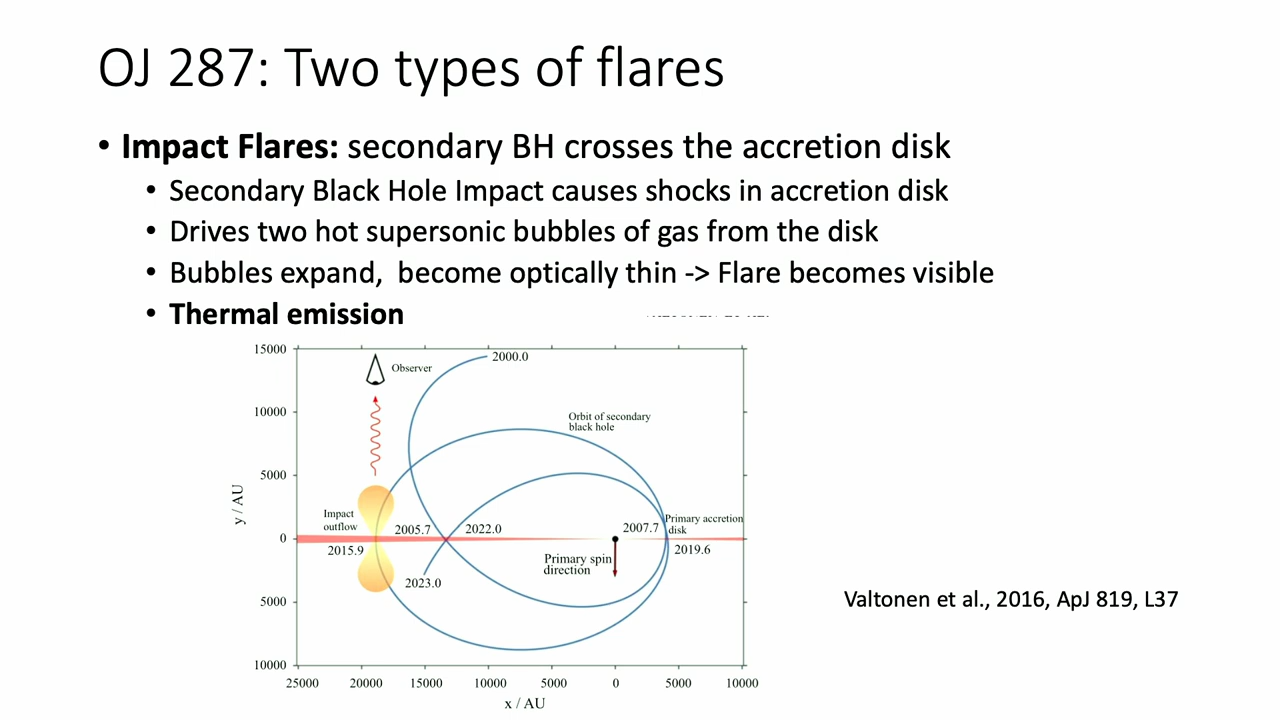 OJ 287: Two types of flares
• Impact Flares: secondary BH crosses the accretion disk
• Secondary Black Hole Impact causes shocks in accretion disk
• Drives two hot supersonic bubbles of gas from the disk
• Bubbles expand, become optically thin -> Flare becomes visible
• Thermal emission
15000
2000.0
Observer
10000
Orbit of secondary
black hole
5000
y / AU
Impact
outflow
2005.7
2022.0
2007.7
Primary accretion
disk
0
2015.9
2019.6
Primary spin
direction
2023.0
5000
Valtonen et al., 2016, ApJ 819, L37
10000
25000 20000 15000 10000 5000 0 5000 10000
x / AU